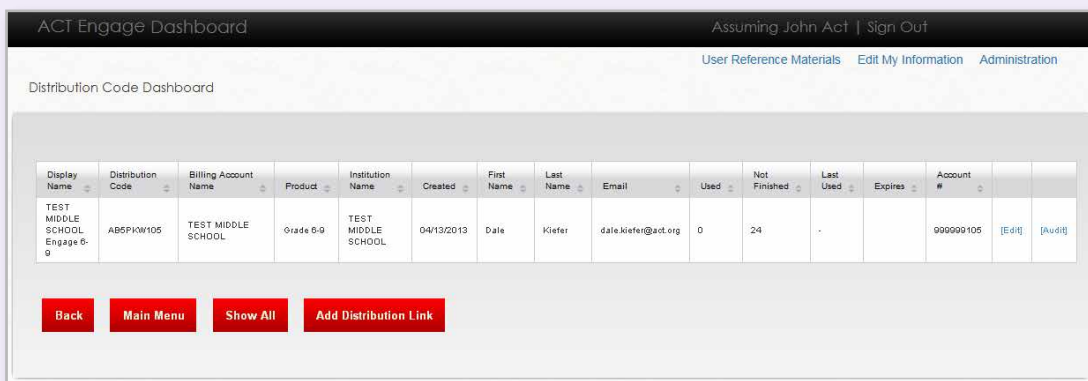 ACT Engage Dashboard
Assuming John Act | Sign Out
User Reference Materials Edit My Information Administration
Distribution Code Dashboard
Display Name Distribution Code Billing Account Name Product Institution Name Created First Name Last Name Email Used Not Finished Last Used Expires Account #
TEST MIDDLE SCHOOL Engage 6-9 AB5PKW105 TEST MIDDLE SCHOOL Grade 6-9 TEST MIDDLE SCHOOL 04/13/2013 Dale Kiefer dale.kiefer@act.org 0 24 - 999999105 [Edit] [Audit]
Back Main Menu Show All Add Distribution Link